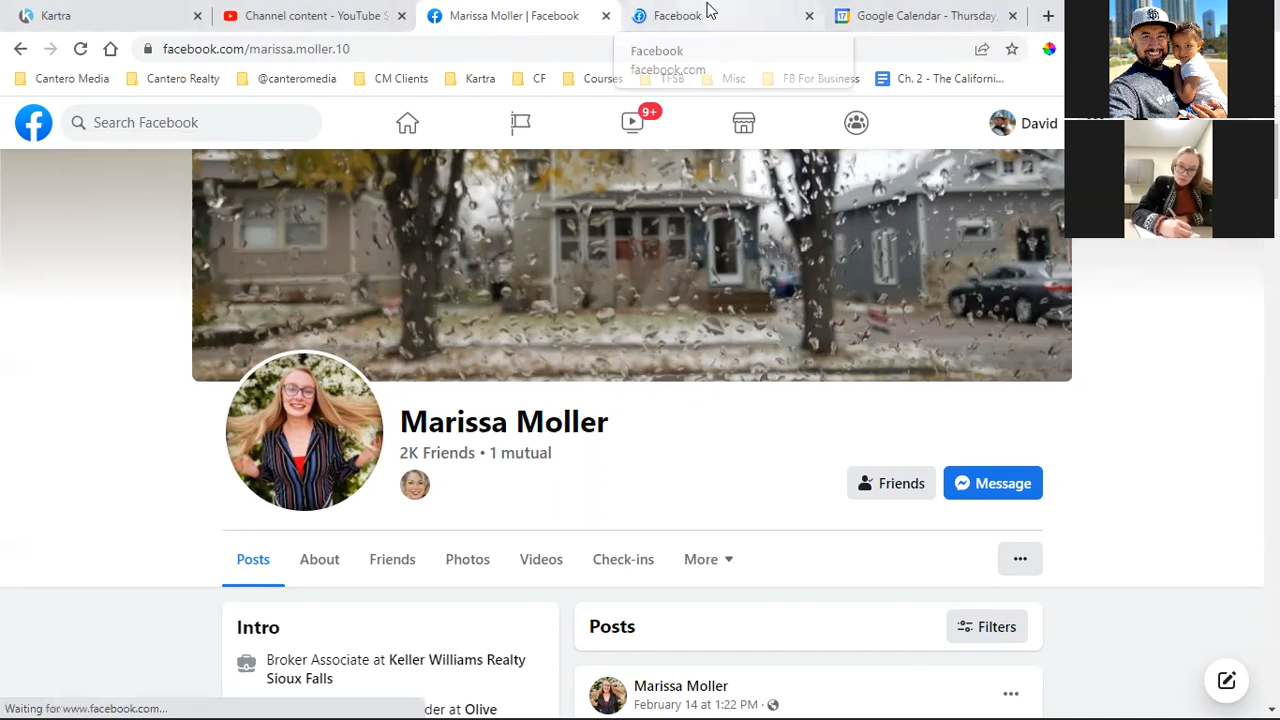 Kartra
Channel content - YouTube S
Marissa Moller | Facebook
Facebook
Google Calendar - Thursday,
facebook.com/marissa.moller.10
Facebook
facebook.com
Cantero Media
Cantero Realty
@canteromedia
CM Clients
Kartra
CF
Courses
TFSB
Misc
FB For Business
Ch. 2 - The Californi...
Search Facebook
9+
David
Marissa Moller
2K Friends • 1 mutual
Friends
Message
Posts
About
Friends
Photos
Videos
Check-ins
More
Intro
Broker Associate at Keller Williams Realty
Sioux Falls
der at Olive
Posts
Filters
Marissa Moller
February 14 at 1:22 PM
Waiting for www.facebook.com...